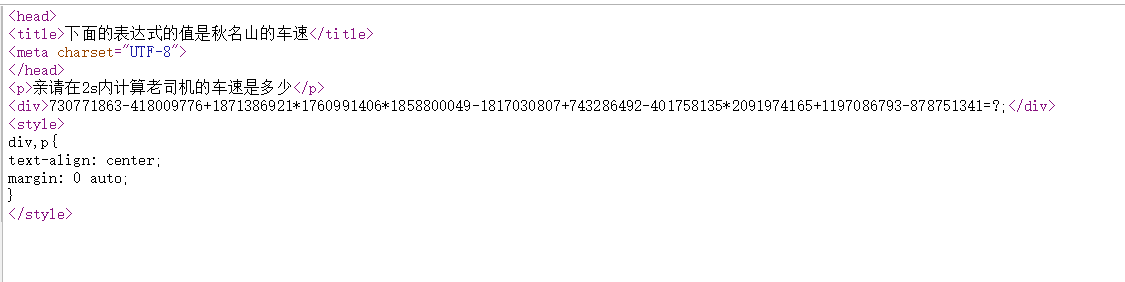 <head>
<title>下面的表达式的值是秋名山的车速</title>
<meta charset="UTF-8">
</head>
<p>亲请在2s内计算老司机的车速是多少</p>
<div>730771863-418009776+1871386921*1760991406*1858800049-1817030807+743286492-401758135*2091974165+1197086793-878751341=?;</div>
<style>
div,p{
text-align: center;
margin: 0 auto;
}
</style>